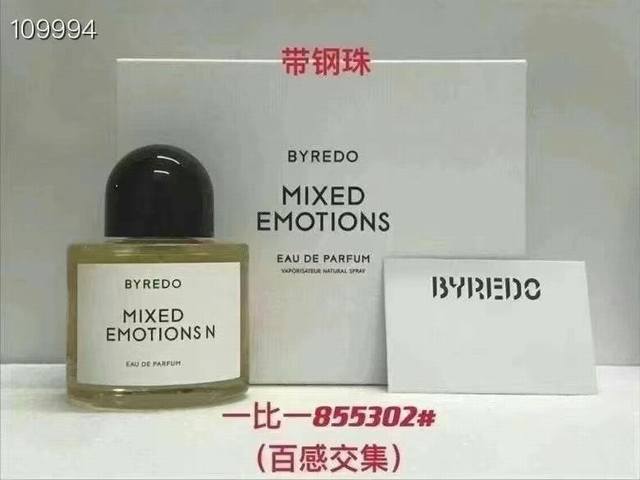 109994
带钢珠
BYREDO
MIXED
EMOTIONS
EAU DE PARFUM
VAPORISATEUR NATURAL SPRAY
BYREDO
MIXED
EMOTIONSN
EAU DE PARFUM
BYREDO
一比一855302#
（百感交集）